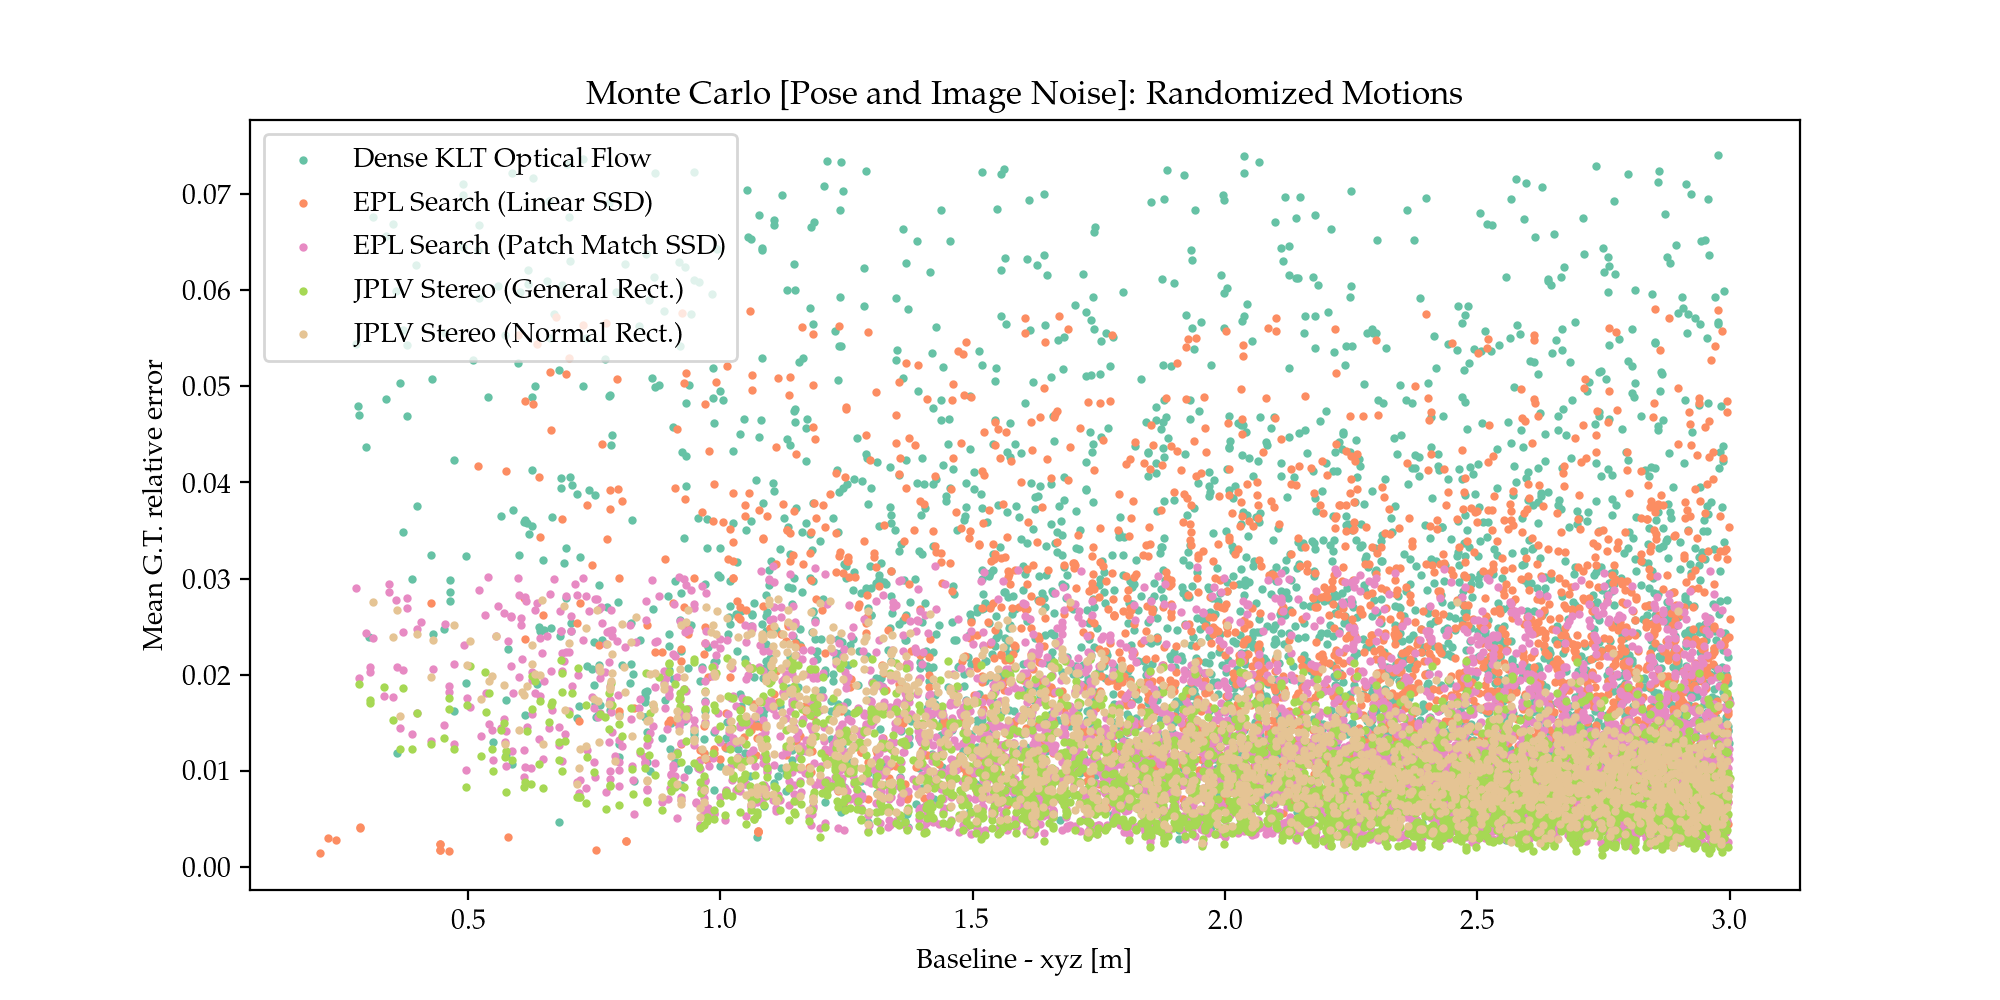 Monte Carlo [Pose and Image Noise]: Randomized Motions
Dense KLT Optical Flow
EPL Search (Linear SSD)
EPL Search (Patch Match SSD)
JPLV Stereo (General Rect.)
JPLV Stereo (Normal Rect.)
Mean G.T. relative error
0.07
0.06
0.05
0.04
0.03
0.02
0.01
0.00
0.5 1.0 1.5 2.0 2.5 3.0
Baseline - xyz [m]